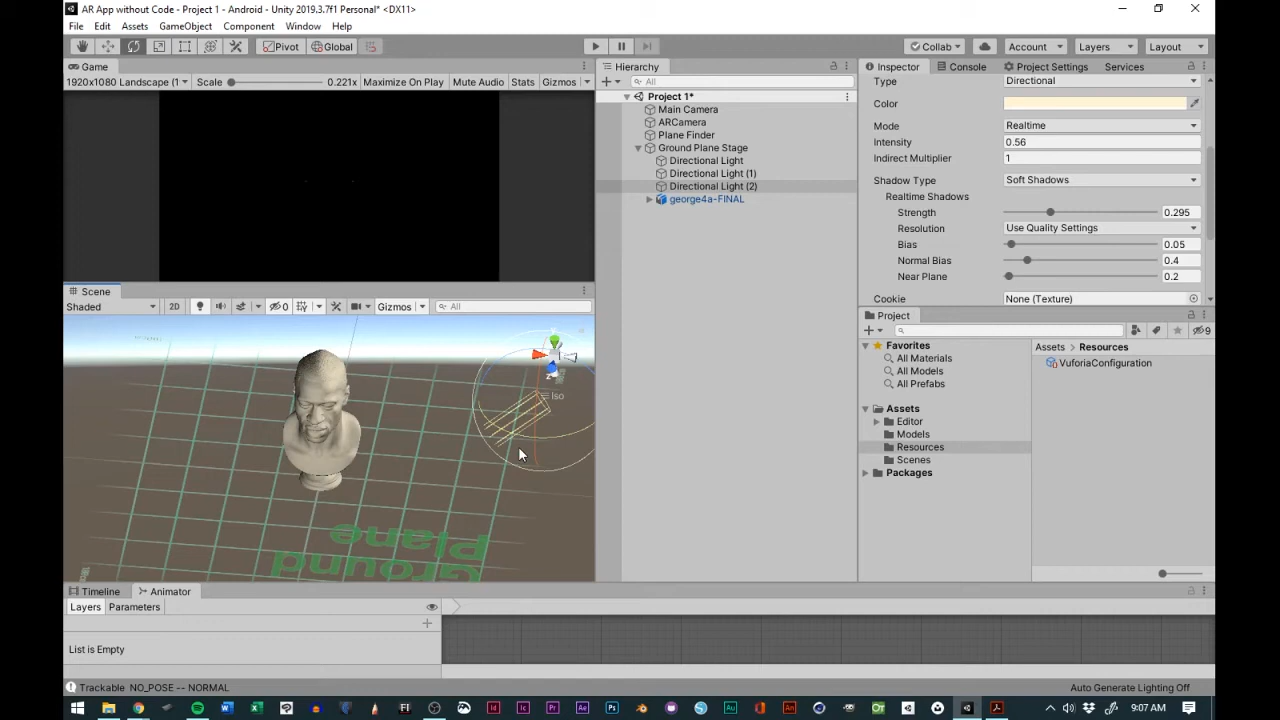 AR App without Code - Project 1 - Android - Unity 2019.3.7f1 Personal* <DX11>
File Edit Assets GameObject Component Window Help
Pivot Global Collab Account Layers Layout
Game
1920x1080 Landscape (1 Scale 0.221x Maximize On Play Mute Audio Stats Gizmos
Scene
Shaded 2D 0 Gizmos All
Iso
Ground
Plane
Hierarchy
All
Project 1*
Main Camera
ARCamera
Plane Finder
Ground Plane Stage
Directional Light
Directional Light (1)
Directional Light (2)
george4a-FINAL
Inspector Console Project Settings Services
Type Directional
Color
Mode Realtime
Intensity 0.56
Indirect Multiplier 1
Shadow Type Soft Shadows
Realtime Shadows
Strength 0.295
Resolution Use Quality Settings
Bias 0.05
Normal Bias 0.4
Near Plane 0.2
Cookie None (Texture)
Project
9
Favorites
All Materials
All Models
All Prefabs
Assets
Editor
Models
Resources
Scenes
Packages
Assets Resources
VuforiaConfiguration
Timeline Animator
Layers Parameters
List is Empty
Trackable NO_POSE -- NORMAL Auto Generate Lighting Off
9:07 AM